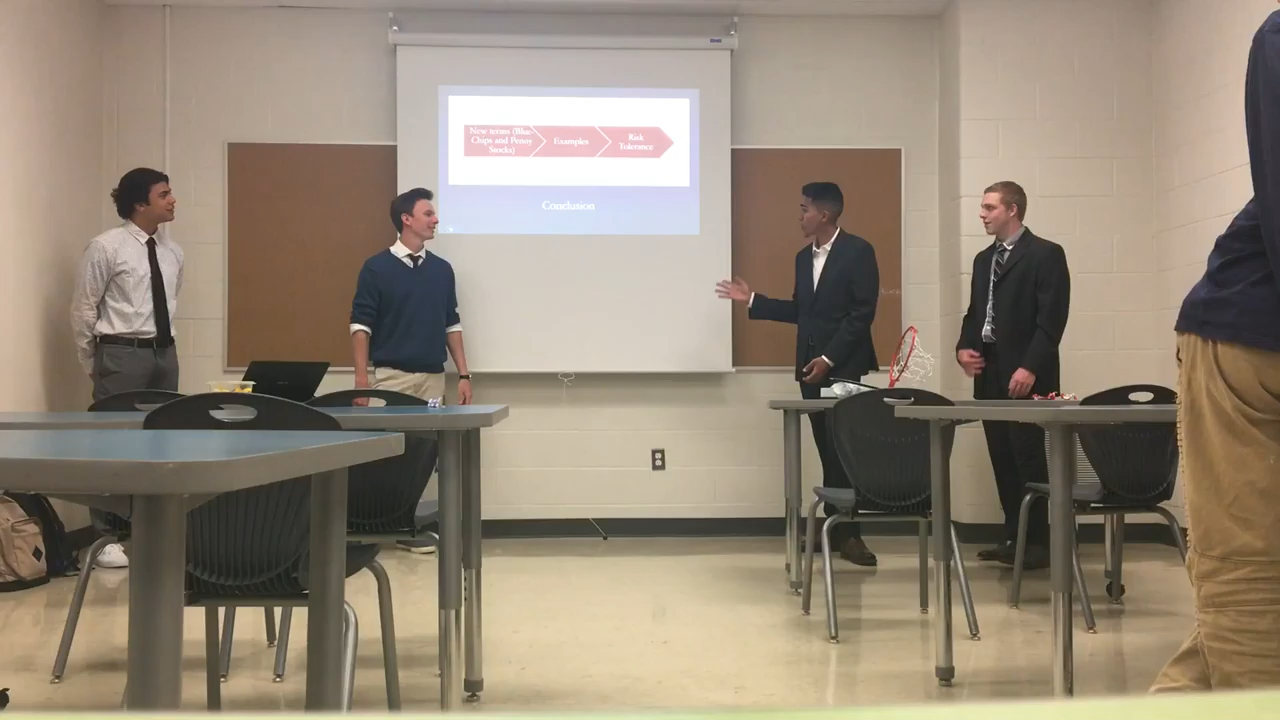 New terms (Blue-
Chips and Penny
Stocks)
Examples
Risk
Tolerance
Conclusion